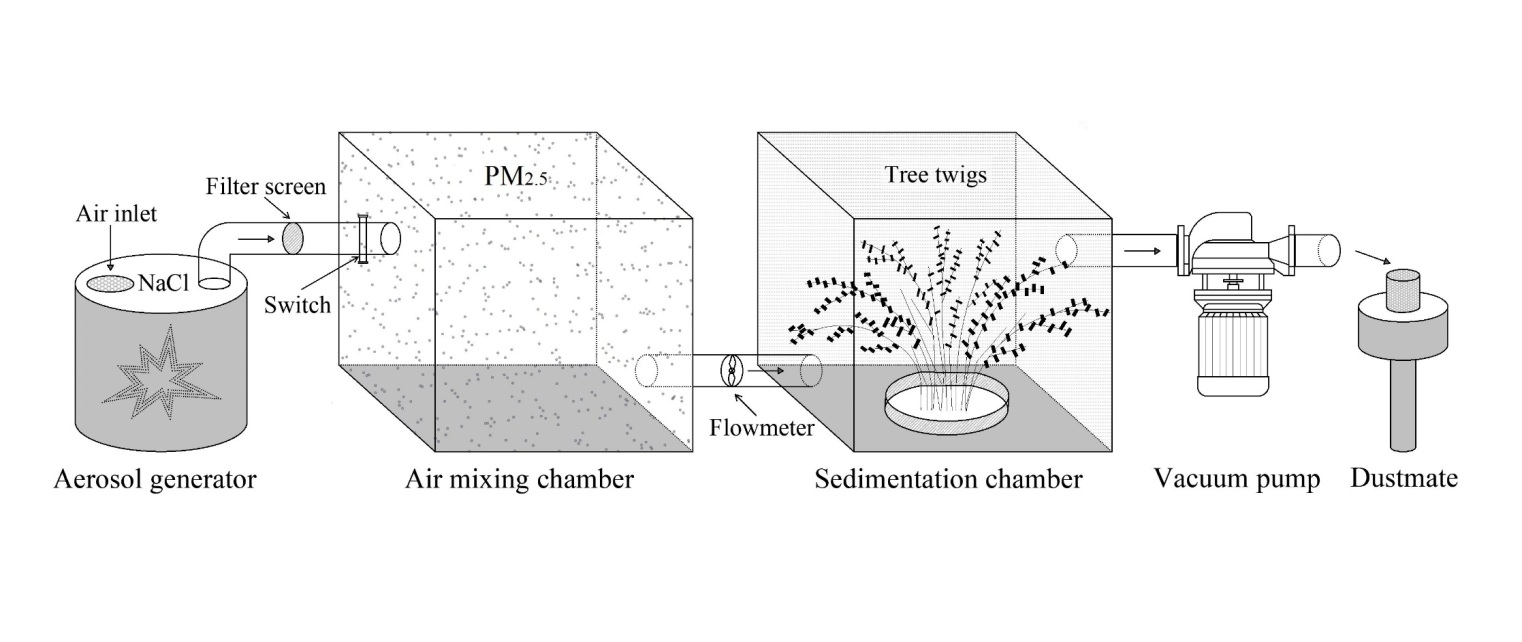 Air inlet
NaCl
Filter screen
Switch
PM2.5
Flowmeter
Tree twigs
Aerosol generator
Air mixing chamber
Sedimentation chamber
Vacuum pump
Dustmate